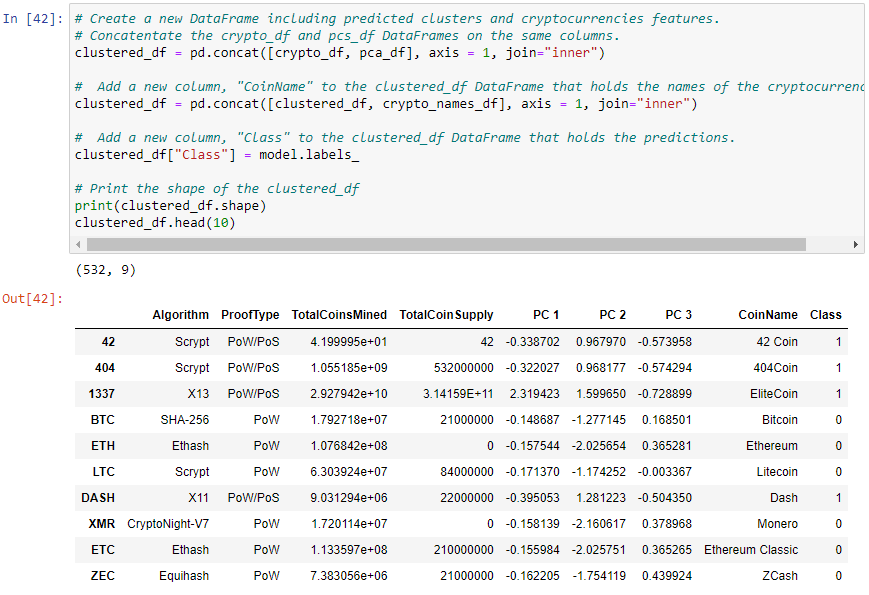 In [42]: # Create a new DataFrame including predicted clusters and cryptocurrencies features.
# Concatentate the crypto_df and pcs_df DataFrames on the same columns.
clustered_df = pd.concat([crypto_df, pca_df], axis = 1, join="inner")
#  Add a new column, "CoinName" to the clustered_df DataFrame that holds the names of the
clustered_df = pd.concat([clustered_df, crypto_names_df], axis = 1, join="inner")
#  Add a new column, "Class" to the clustered_df DataFrame that holds the predictions.
clustered_df["Class"] = model.labels_
# Print the shape of the clustered_df
print(clustered_df.shape)
clustered_df.head(10)
(532, 9)
Out[42]:
Algorithm ProofType TotalCoinsMined TotalCoinSupply PC 1 PC 2 PC 3 CoinName Class
42 Scrypt PoW/PoS 4.199995e+01 42 -0.338702 0.967970 -0.573958 42 Coin 1
404 Scrypt PoW/PoS 1.055185e+09 532000000 -0.322027 0.968177 -0.574294 404Coin 1
1337 X13 PoW/PoS 2.927942e+10 3.14159E+11 2.319423 1.599650 -0.728899 EliteCoin 1
BTC SHA-256 PoW 1.792718e+07 21000000 -0.148687 -1.277145 0.168501 Bitcoin 0
ETH Ethash PoW 1.076842e+08 0 -0.157544 -2.025654 0.365281 Ethereum 0
LTC Scrypt PoW 6.303924e+07 84000000 -0.171370 -1.174252 -0.003367 Litecoin 0
DASH X11 PoW/PoS 9.031294e+06 22000000 -0.395053 1.281223 -0.504350 Dash 1
XMR CryptoNight-V7 PoW 1.720114e+07 0 -0.158139 -2.160617 0.378968 Monero 0
ETC Ethash PoW 1.133597e+08 210000000 -0.155984 -2.025751 0.365265 Ethereum Classic 0
ZEC Equihash PoW 7.383056e+06 21000000 -0.162205 -1.754119 0.439924 ZCash 0